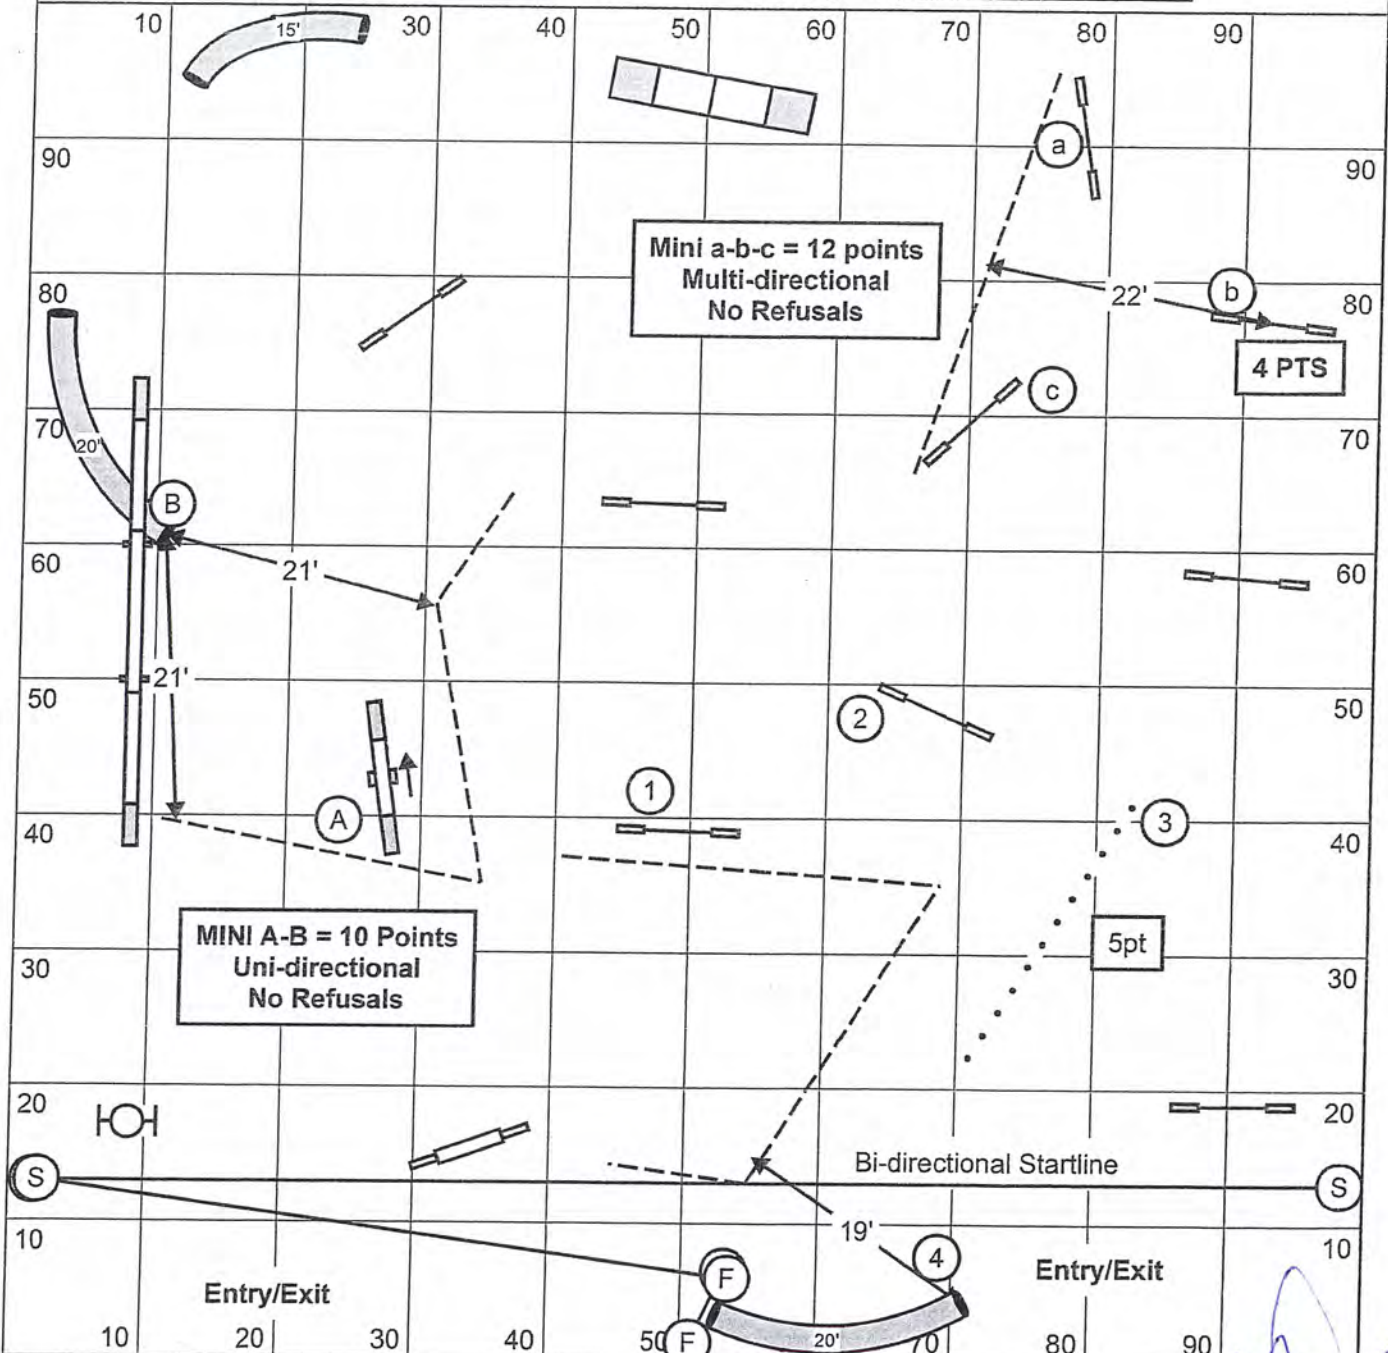 10 15' 30 40 50 60 70 80 90
90 a 90
Mini a-b-c = 12 points
Multi-directional
No Refusals
80 22' b 80
4 PTS
c
70 20' 70
B
60 21' 60
21'
50 2 50
1
A 3
40 40
MINI A-B = 10 Points
Uni-directional
No Refusals
5pt
30 30
20 20
S Bi-directional Startline S
10 19' 4 10
Entry/Exit F Entry/Exit
10 20 30 40 50 F 20' 70 80 90